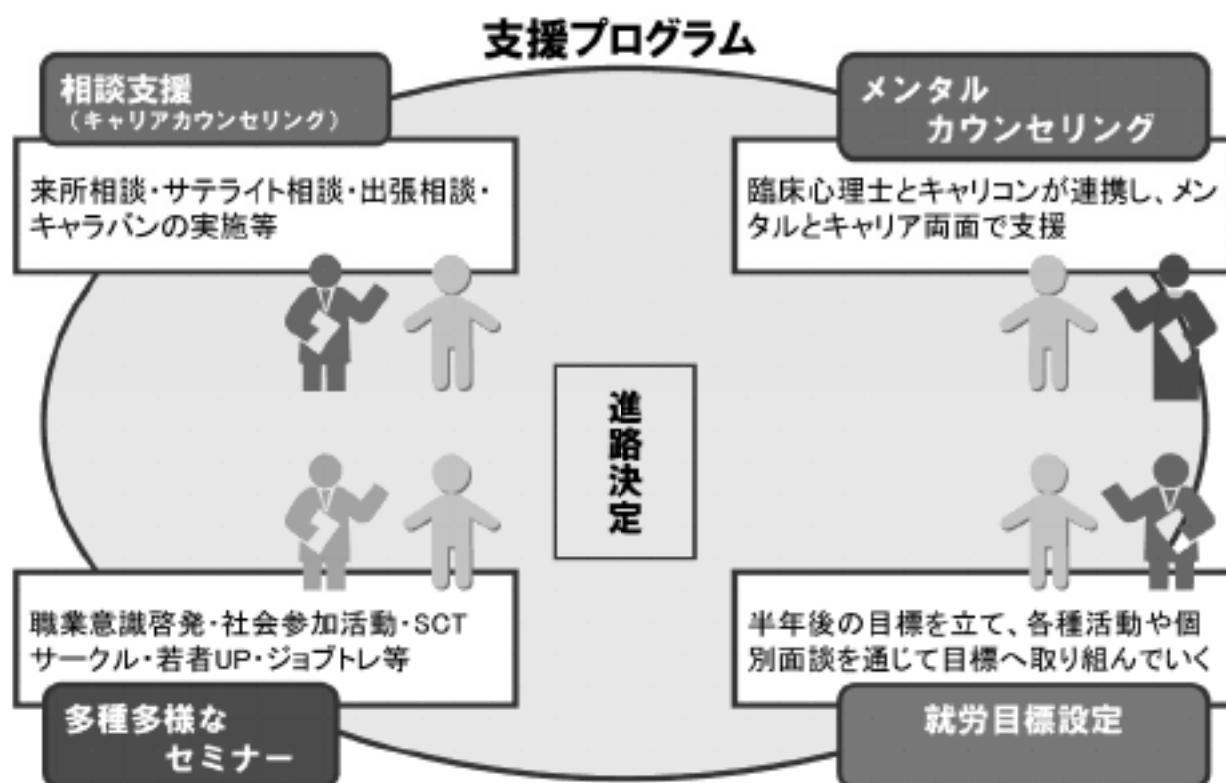 支援プログラム
相談支援
（キャリアカウンセリング）
来所相談・サテライト相談・出張相談・
キャラバンの実施等
メンタル
カウンセリング
臨床心理士とキャリコンが連携し、メン
タルとキャリア両面で支援
進路決定
職業意識啓発・社会参加活動・SCT
サークル・若者UP・ジョブトレ等
多種多様な
セミナー
半年後の目標を立て、各種活動や個
別面談を通じて目標へ取り組んでいく
就労目標設定